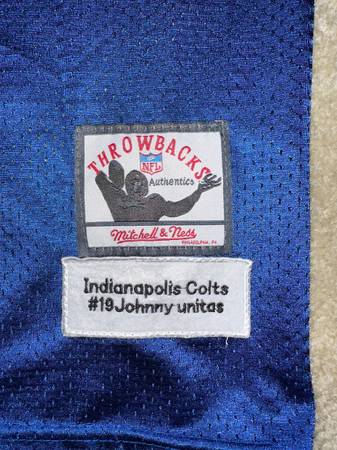 THROWBACKS
NFL
Authentics
Mitchell & Ness
PHILADELPHIA, PA
Indianapolis Colts
#19Johnny unitas